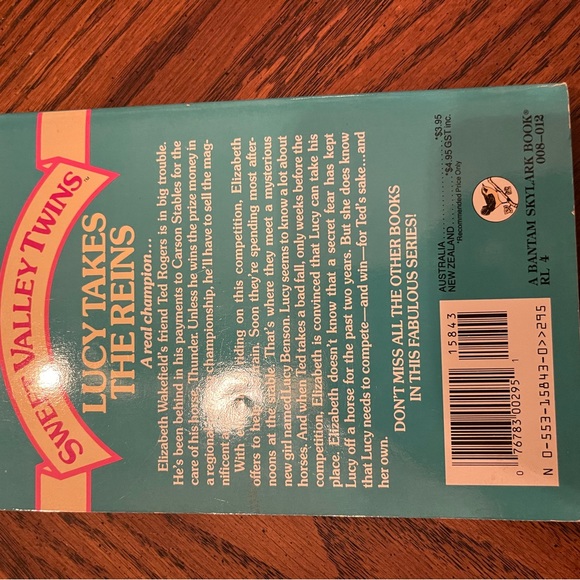 SWEET VALLEY TWINS™
LUCY TAKES
THE REINS
A real champion...
Elizabeth Wakefield's friend Ted Rogers is in big trouble.
He's been behind in his payments to Carson Stables for the
care of his horse, Thunder. Unless he wins the prize money in
a regional championship, he'll have to sell the mag-
nificent
With riding on this competition, Elizabeth
offers to help train. Soon they're spending most after-
noons at the stable. That's where they meet a mysterious
new girl named Lucy Benson. Lucy seems to know a lot about
horses. And when Ted takes a bad fall, only weeks before the
competition, Elizabeth is convinced that Lucy can take his
place. Elizabeth doesn't know that a secret fear has kept
Lucy off a horse for the past two years. But she does know
that Lucy needs to compete—and win—for Ted's sake...and
her own.
DON'T MISS ALL THE OTHER BOOKS
IN THIS FABULOUS SERIES!
AUSTRALIA..........*$3.95
NEW ZEALAND..........*$4.95 GST inc.
*Recommended Price Only
A BANTAM SKYLARK BOOK®
RL 4 008-012
15843
0 76783 00295 1
N 0-553-15843-0>>295